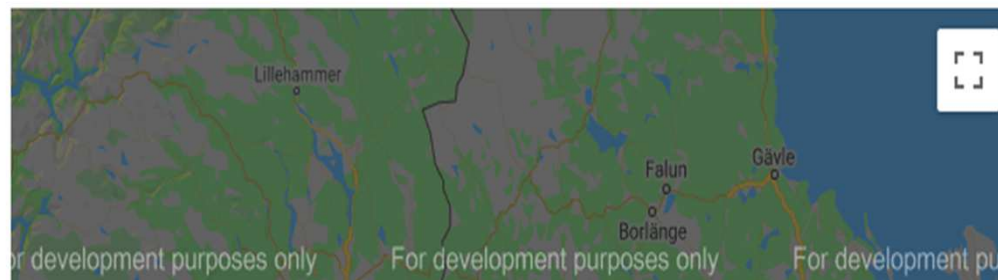 Lillehammer
Gävle
Falun
Borlänge
or development purposes only For development purposes only For development pu